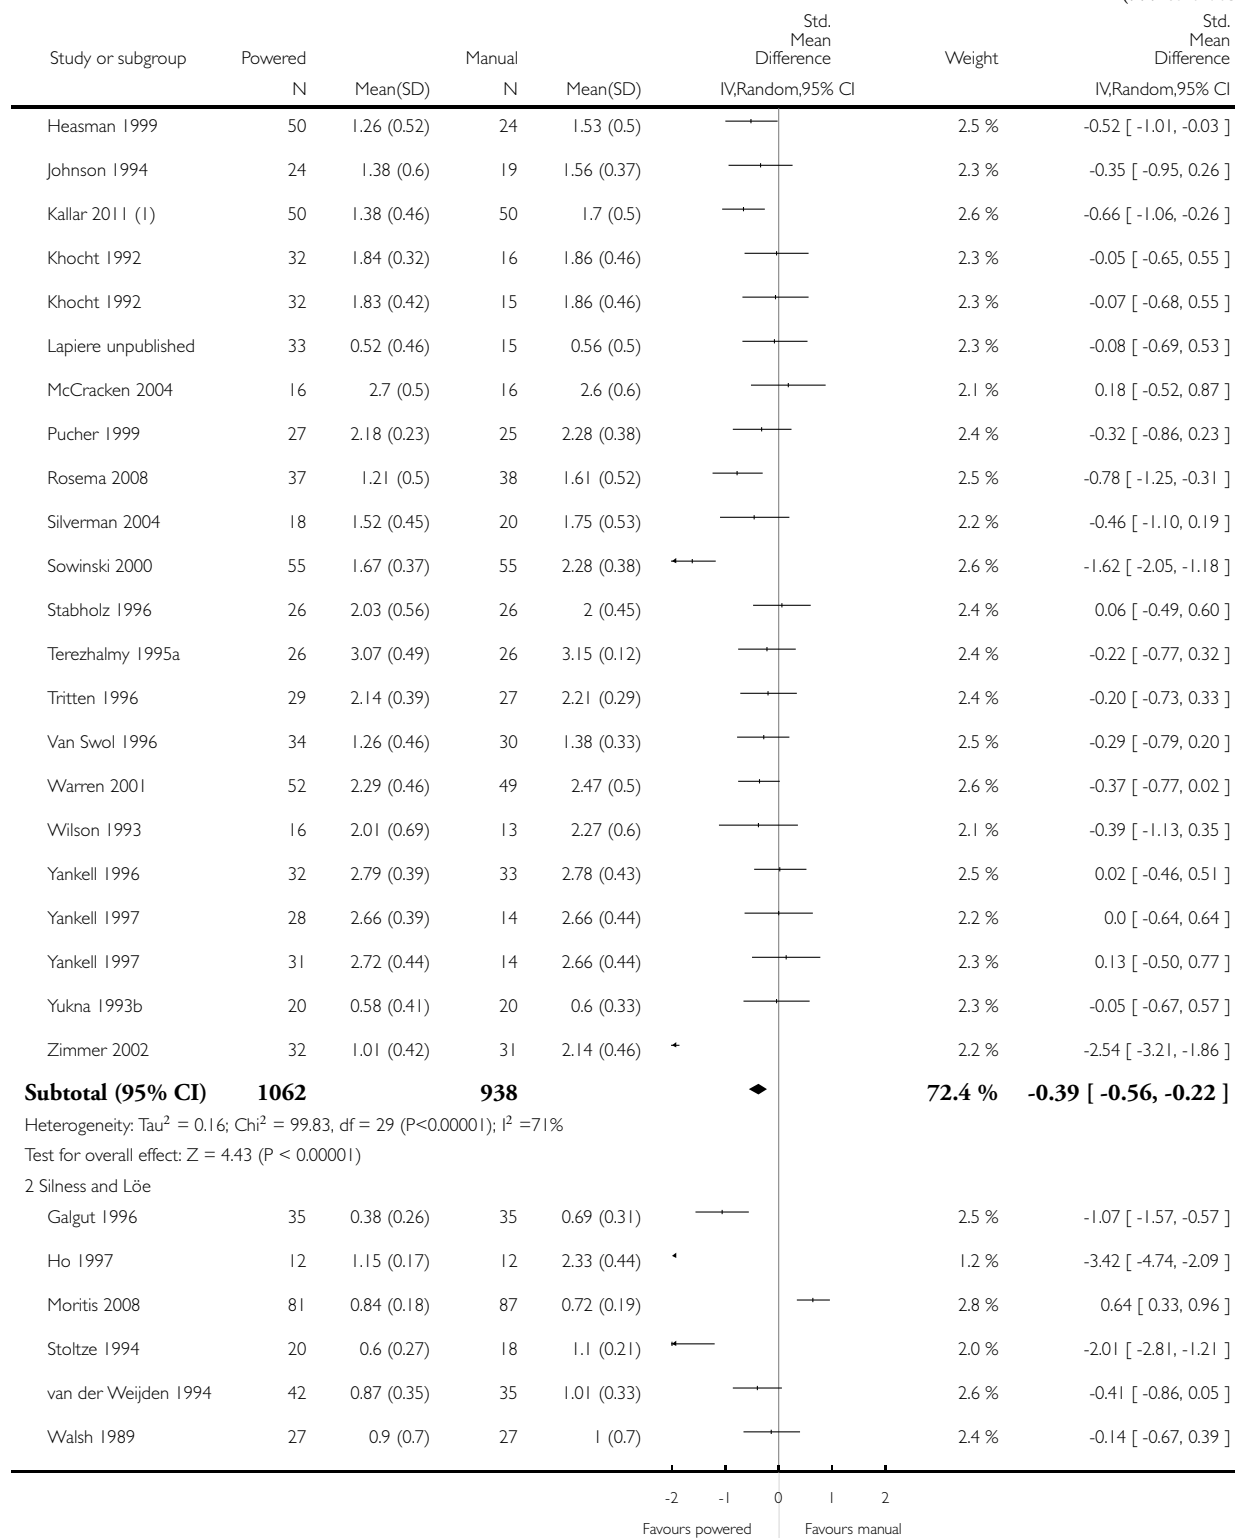 Std.
Mean
Difference
Std.
Mean
Difference
Study or subgroup Powered Manual Weight
N Mean(SD) N Mean(SD) IV,Random,95% CI IV,Random,95% CI
Heasman 1999 50 1.26 (0.52) 24 1.53 (0.5) 2.5 % -0.52 [ -1.01, -0.03 ]
Johnson 1994 24 1.38 (0.6) 19 1.56 (0.37) 2.3 % -0.35 [ -0.95, 0.26 ]
Kallar 2011 (1) 50 1.38 (0.46) 50 1.7 (0.5) 2.6 % -0.66 [ -1.06, -0.26 ]
Khocht 1992 32 1.84 (0.32) 16 1.86 (0.46) 2.3 % -0.05 [ -0.65, 0.55 ]
Khocht 1992 32 1.83 (0.42) 15 1.86 (0.46) 2.3 % -0.07 [ -0.68, 0.55 ]
Lapiere unpublished 33 0.52 (0.46) 15 0.56 (0.5) 2.3 % -0.08 [ -0.69, 0.53 ]
McCracken 2004 16 2.7 (0.5) 16 2.6 (0.6) 2.1 % 0.18 [ -0.52, 0.87 ]
Pucher 1999 27 2.18 (0.23) 25 2.28 (0.38) 2.4 % -0.32 [ -0.86, 0.23 ]
Rosema 2008 37 1.21 (0.5) 38 1.61 (0.52) 2.5 % -0.78 [ -1.25, -0.31 ]
Silverman 2004 18 1.52 (0.45) 20 1.75 (0.53) 2.2 % -0.46 [ -1.10, 0.19 ]
Sowinski 2000 55 1.67 (0.37) 55 2.28 (0.38) 2.6 % -1.62 [ -2.05, -1.18 ]
Stabholz 1996 26 2.03 (0.56) 26 2 (0.45) 2.4 % 0.06 [ -0.49, 0.60 ]
Terezhalmy 1995a 26 3.07 (0.49) 26 3.15 (0.12) 2.4 % -0.22 [ -0.77, 0.32 ]
Tritten 1996 29 2.14 (0.39) 27 2.21 (0.29) 2.4 % -0.20 [ -0.73, 0.33 ]
Van Swol 1996 34 1.26 (0.46) 30 1.38 (0.33) 2.5 % -0.29 [ -0.79, 0.20 ]
Warren 2001 52 2.29 (0.46) 49 2.47 (0.5) 2.6 % -0.37 [ -0.77, 0.02 ]
Wilson 1993 16 2.01 (0.69) 13 2.27 (0.6) 2.1 % -0.39 [ -1.13, 0.35 ]
Yankell 1996 32 2.79 (0.39) 33 2.78 (0.43) 2.5 % 0.02 [ -0.46, 0.51 ]
Yankell 1997 28 2.66 (0.39) 14 2.66 (0.44) 2.2 % 0.0 [ -0.64, 0.64 ]
Yankell 1997 31 2.72 (0.44) 14 2.66 (0.44) 2.3 % 0.13 [ -0.50, 0.77 ]
Yukna 1993b 20 0.58 (0.41) 20 0.6 (0.33) 2.3 % -0.05 [ -0.67, 0.57 ]
Zimmer 2002 32 1.01 (0.42) 31 2.14 (0.46) 2.2 % -2.54 [ -3.21, -1.86 ]
Subtotal (95% CI) 1062 938 72.4 % -0.39 [ -0.56, -0.22 ]
Heterogeneity: Tau² = 0.16; Chi² = 99.83, df = 29 (P<0.00001); I² =71%
Test for overall effect: Z = 4.43 (P < 0.00001)
2 Silness and Löe
Galgut 1996 35 0.38 (0.26) 35 0.69 (0.31) 2.5 % -1.07 [ -1.57, -0.57 ]
Ho 1997 12 1.15 (0.17) 12 2.33 (0.44) 1.2 % -3.42 [ -4.74, -2.09 ]
Moritis 2008 81 0.84 (0.18) 87 0.72 (0.19) 2.8 % 0.64 [ 0.33, 0.96 ]
Stoltze 1994 20 0.6 (0.27) 18 1.1 (0.21) 2.0 % -2.01 [ -2.81, -1.21 ]
van der Weijden 1994 42 0.87 (0.35) 35 1.01 (0.33) 2.6 % -0.41 [ -0.86, 0.05 ]
Walsh 1989 27 0.9 (0.7) 27 1 (0.7) 2.4 % -0.14 [ -0.67, 0.39 ]
-2 -1 0 1 2
Favours powered Favours manual